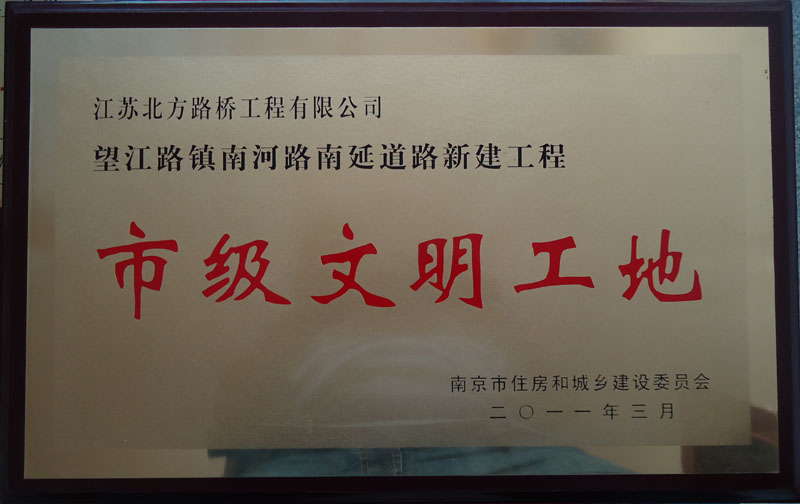 江苏北方路桥工程有限公司
望江路镇南河路南延道路新建工程
市级文明工地
南京市住房和城乡建设委员会
二〇一一年三月